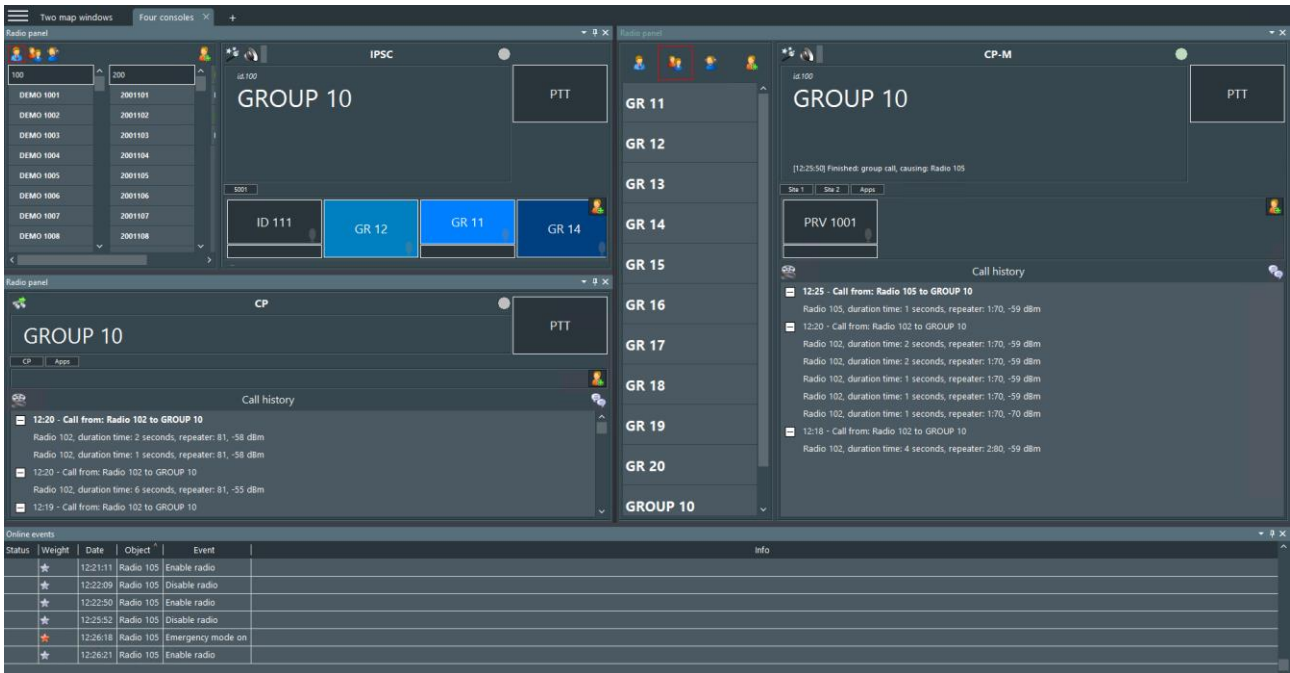 Two map windows Four consoles × +
Radio panel
IPSC
100 200
DEMO 1001 2001101
DEMO 1002 2001102
DEMO 1003 2001103
DEMO 1004 2001104
DEMO 1005 2001105
DEMO 1006 2001106
DEMO 1007 2001107
DEMO 1008 2001108
id.100
GROUP 10
PTT
S001
ID 111 GR 12 GR 11 GR 14
Radio panel
CP
GROUP 10
PTT
CP Apps
Call history
12:20 - Call from: Radio 102 to GROUP 10
Radio 102, duration time: 2 seconds, repeater: 81, -58 dBm
Radio 102, duration time: 1 seconds, repeater: 81, -58 dBm
12:20 - Call from: Radio 102 to GROUP 10
Radio 102, duration time: 6 seconds, repeater: 81, -55 dBm
12:19 - Call from: Radio 102 to GROUP 10
Radio panel
GR 11
GR 12
GR 13
GR 14
GR 15
GR 16
GR 17
GR 18
GR 19
GR 20
GROUP 10
CP-M
id.100
GROUP 10
PTT
[12:25:50] Finished: group call, causing: Radio 105
Site 1 Site 2 Apps
PRV 1001
Call history
12:25 - Call from: Radio 105 to GROUP 10
Radio 105, duration time: 1 seconds, repeater: 1:70, -59 dBm
12:20 - Call from: Radio 102 to GROUP 10
Radio 102, duration time: 2 seconds, repeater: 1:70, -59 dBm
Radio 102, duration time: 2 seconds, repeater: 1:70, -59 dBm
Radio 102, duration time: 1 seconds, repeater: 1:70, -59 dBm
Radio 102, duration time: 1 seconds, repeater: 1:70, -59 dBm
Radio 102, duration time: 1 seconds, repeater: 1:70, -70 dBm
12:18 - Call from: Radio 102 to GROUP 10
Radio 102, duration time: 4 seconds, repeater: 2:80, -59 dBm
Online events
Status Weight Date Object Event Info
12:21:11 Radio 105 Enable radio
12:22:09 Radio 105 Disable radio
12:22:50 Radio 105 Enable radio
12:25:52 Radio 105 Disable radio
12:26:18 Radio 105 Emergency mode on
12:26:21 Radio 105 Enable radio